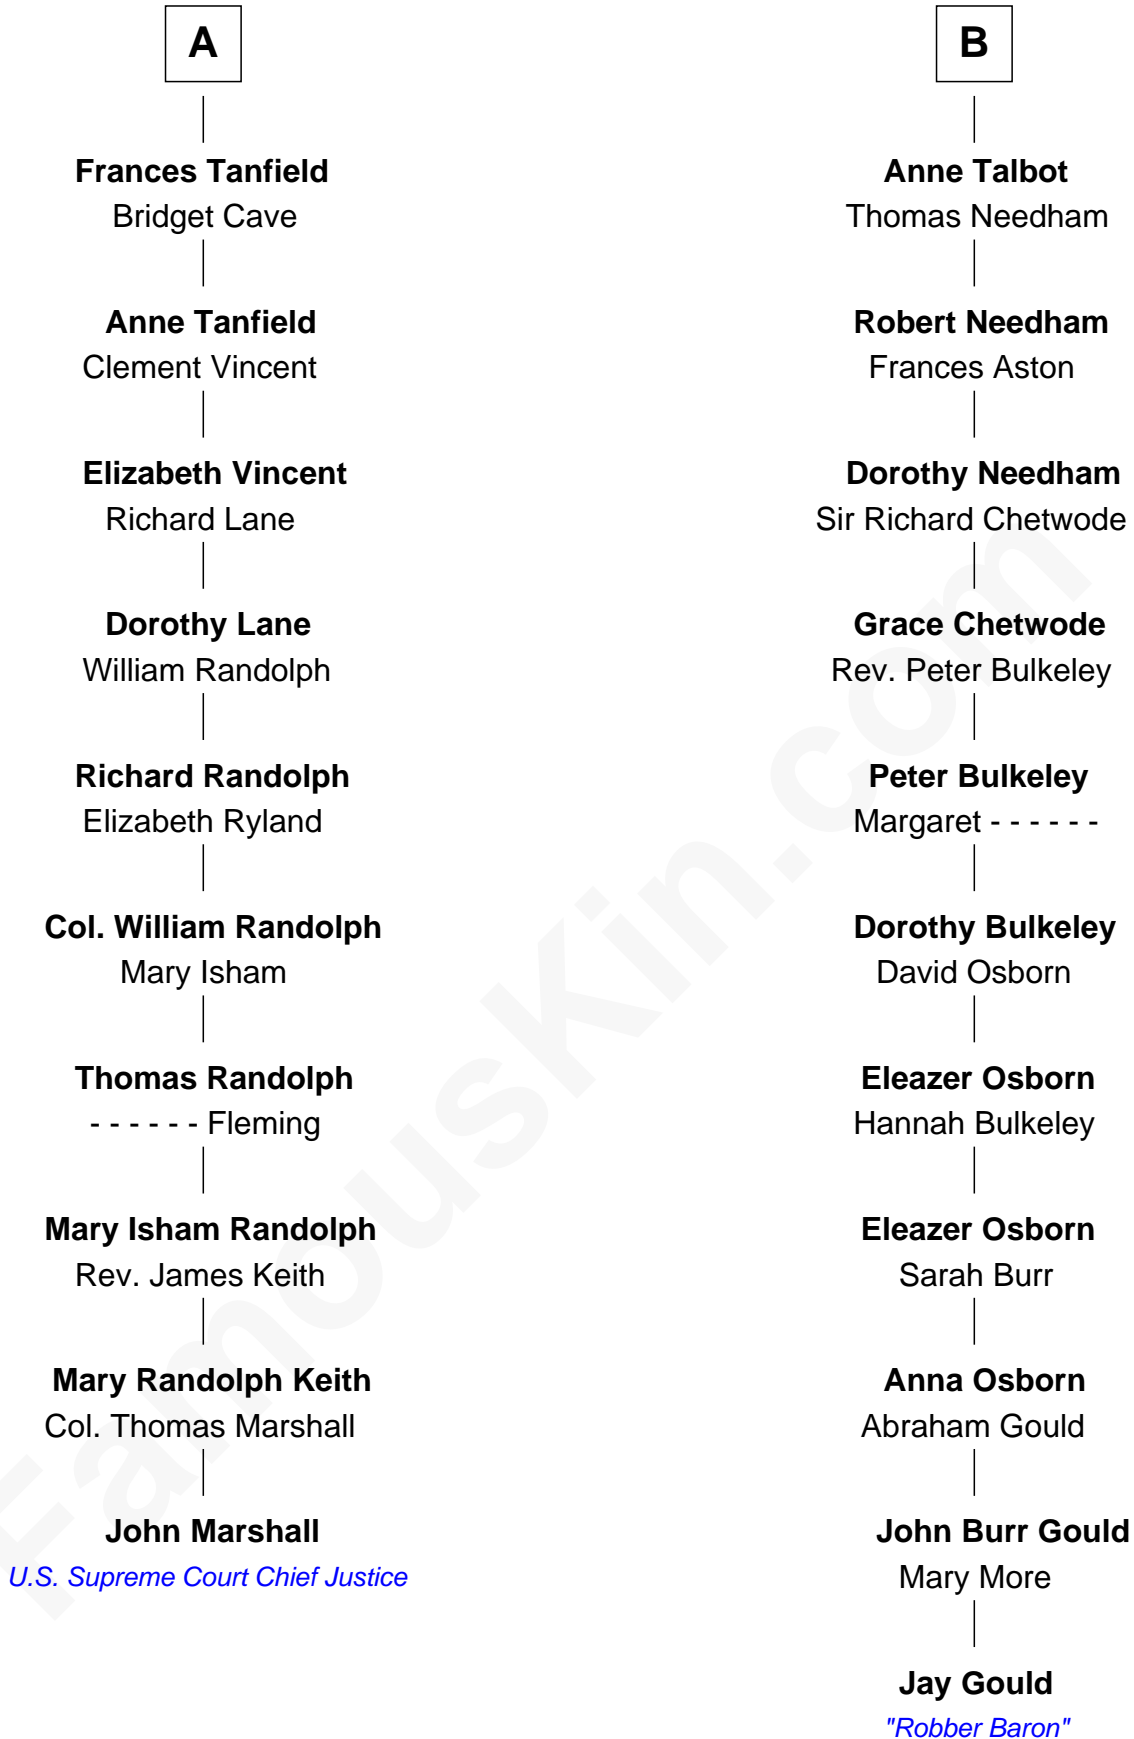 A
Frances Tanfield
Bridget Cave
Anne Tanfield
Clement Vincent
Elizabeth Vincent
Richard Lane
Dorothy Lane
William Randolph
Richard Randolph
Elizabeth Ryland
Col. William Randolph
Mary Isham
Thomas Randolph
- - - - - - Fleming
Mary Isham Randolph
Rev. James Keith
Mary Randolph Keith
Col. Thomas Marshall
John Marshall
U.S. Supreme Court Chief Justice
B
Anne Talbot
Thomas Needham
Robert Needham
Frances Aston
Dorothy Needham
Sir Richard Chetwode
Grace Chetwode
Rev. Peter Bulkeley
Peter Bulkeley
Margaret - - - - - -
Dorothy Bulkeley
David Osborn
Eleazer Osborn
Hannah Bulkeley
Eleazer Osborn
Sarah Burr
Anna Osborn
Abraham Gould
John Burr Gould
Mary More
Jay Gould
"Robber Baron"
FamousKin.com